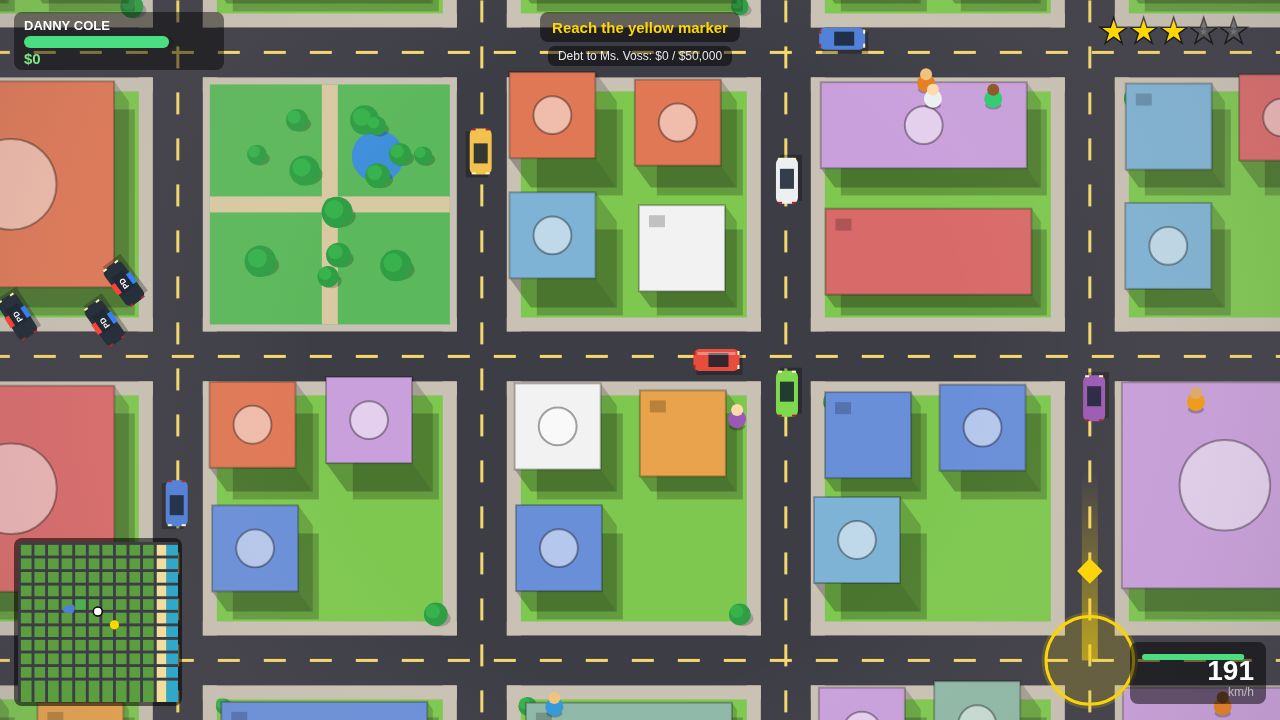 DANNY COLE
$0
Reach the yellow marker
Debt to Ms. Voss: $0 / $50,000
PD
PD
PD
191
km/h